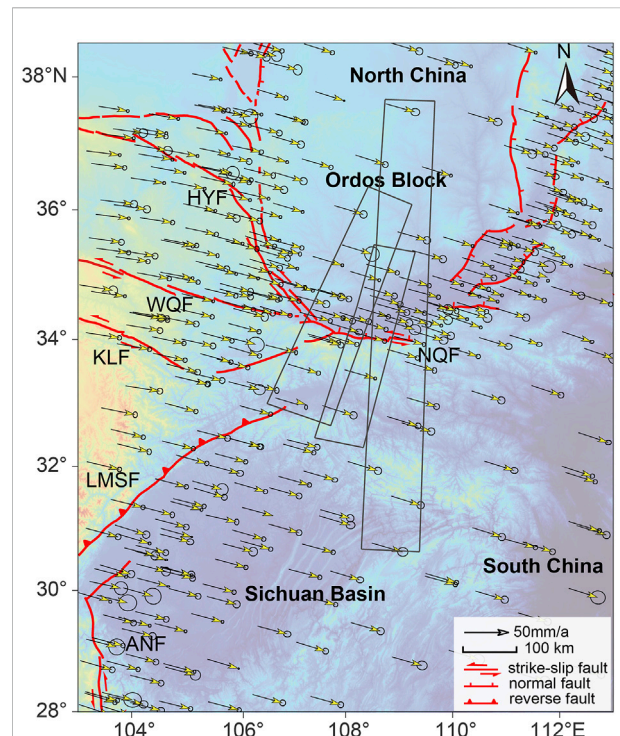 38°N
N
North China
Ordos Block
HYF
36°
WQF
34°
KLF
NQF
32°
LMSF
South China
30°
Sichuan Basin
50mm/a
100 km
ANF
strike-slip fault
normal fault
reverse fault
28°
104° 106° 108° 110° 112°E